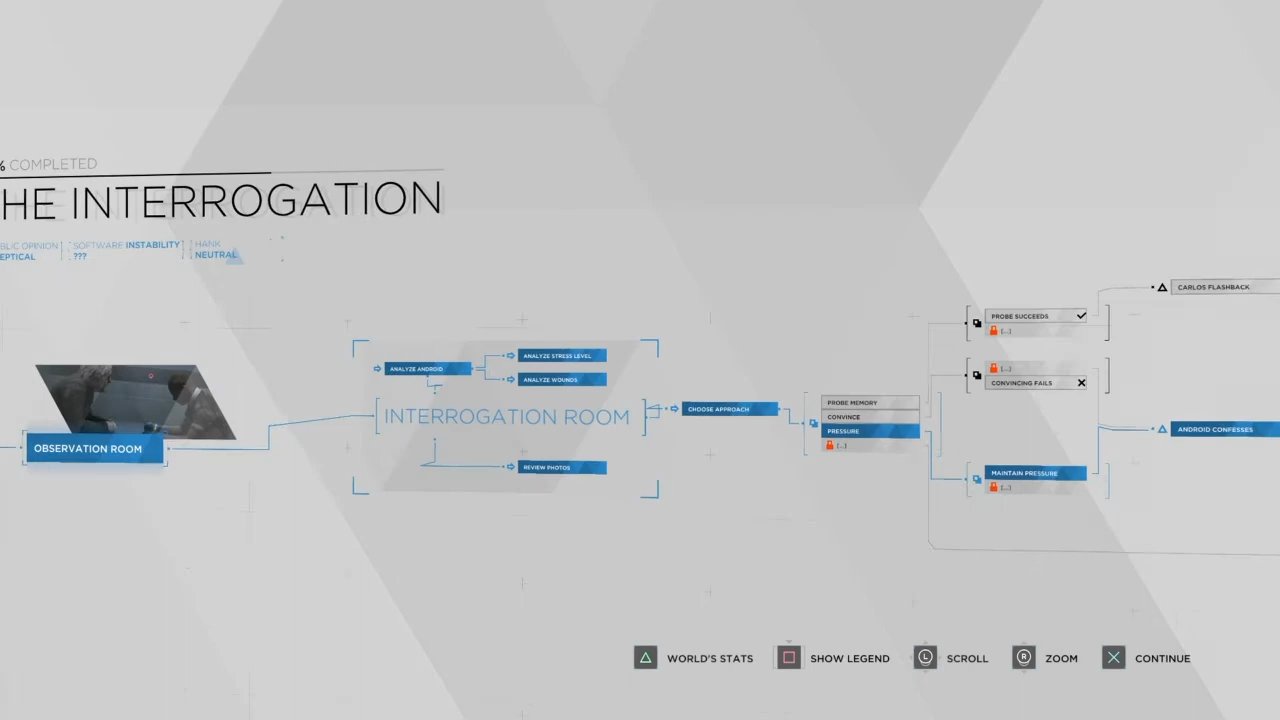 % COMPLETED
HE INTERROGATION
BLIC OPINION
EPTICAL
SOFTWARE INSTABILITY
???
HANK
NEUTRAL
OBSERVATION ROOM
ANALYZE ANDROID
ANALYZE STRESS LEVEL
ANALYZE WOUNDS
INTERROGATION ROOM
REVIEW PHOTOS
CHOOSE APPROACH
PROBE MEMORY
CONVINCE
PRESSURE
[...]
PROBE SUCCEEDS
[...]
[...]
CONVINCING FAILS
MAINTAIN PRESSURE
[...]
CARLOS FLASHBACK
ANDROID CONFESSES
WORLD'S STATS
SHOW LEGEND
L
SCROLL
R
ZOOM
CONTINUE